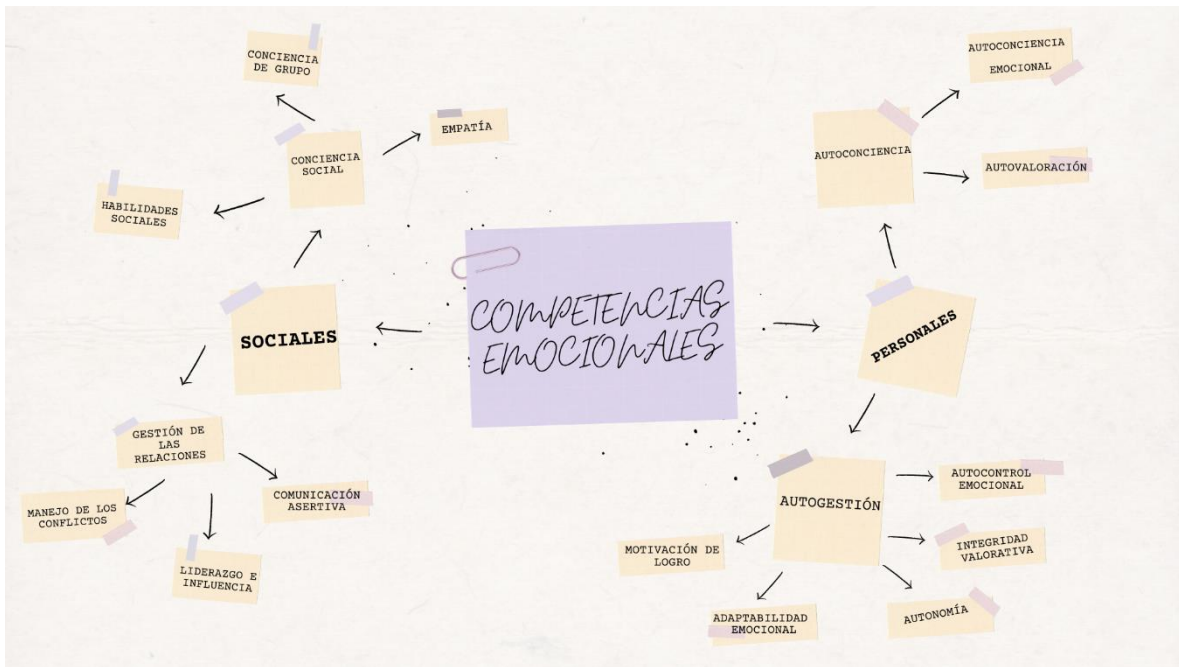 COMPETENCIAS
EMOCIONALES
SOCIALES
CONCIENCIA
SOCIAL
CONCIENCIA
DE GRUPO
EMPATÍA
HABILIDADES
SOCIALES
GESTIÓN DE
LAS
RELACIONES
MANEJO DE LOS
CONFLICTOS
LIDERAZGO E
INFLUENCIA
COMUNICACIÓN
ASERTIVA
PERSONALES
AUTOCONCIENCIA
AUTOCONCIENCIA
EMOCIONAL
AUTOVALORACIÓN
AUTOGESTIÓN
AUTOCONTROL
EMOCIONAL
INTEGRIDAD
VALORATIVA
AUTONOMÍA
ADAPTABILIDAD
EMOCIONAL
MOTIVACIÓN DE
LOGRO